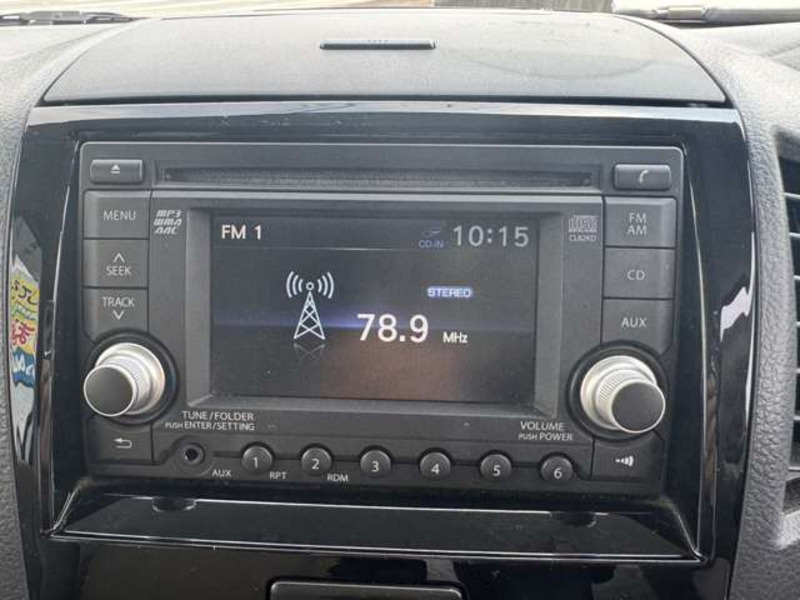 MENU
MP3
WMA
AAC
FM 1
CD-IN
10:15
CL82KD
FM
AM
SEEK
STEREO
CD
TRACK
78.9 MHz
AUX
TUNE/FOLDER
PUSH ENTER/SETTING
VOLUME
PUSH POWER
AUX
1
RPT
2
RDM
3
4
5
6